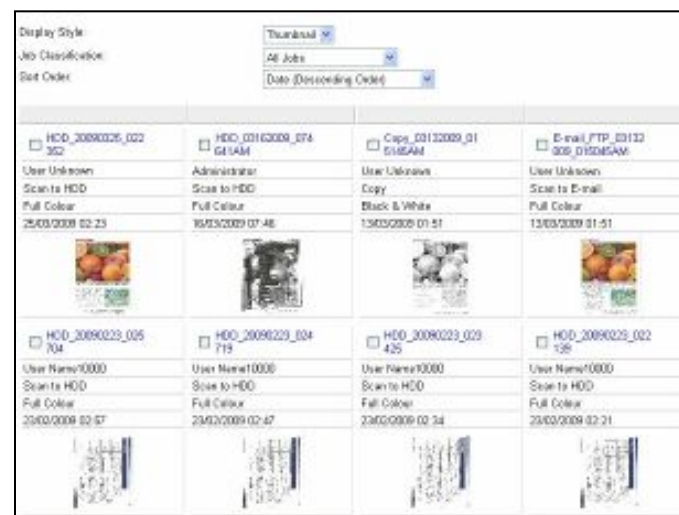 Display Style: Thumbnail
Job Classification: All Jobs
Sort Order: Date (Descending Order)
HDD_20090325_022 HDD_03162009_074 Copy_03132009_01 E-mail_FTP_03132
352 641AM 5146AM 009_015045AM
User Unknown Administrator User Unknown User Unknown
Scan to HDD Scan to HDD Copy Scan to E-mail
Full Colour Full Colour Black & White Full Colour
25/03/2009 02:23 16/03/2009 07:46 13/03/2009 01:51 13/03/2009 01:51
HDD_20090223_025 HDD_20090223_024 HDD_20090223_023 HDD_20090223_022
704 719 425 139
User Name10000 User Name10000 User Name10000 User Name10000
Scan to HDD Scan to HDD Scan to HDD Scan to HDD
Full Colour Full Colour Full Colour Full Colour
23/02/2009 02:57 23/02/2009 02:47 23/02/2009 02:34 23/02/2009 02:21